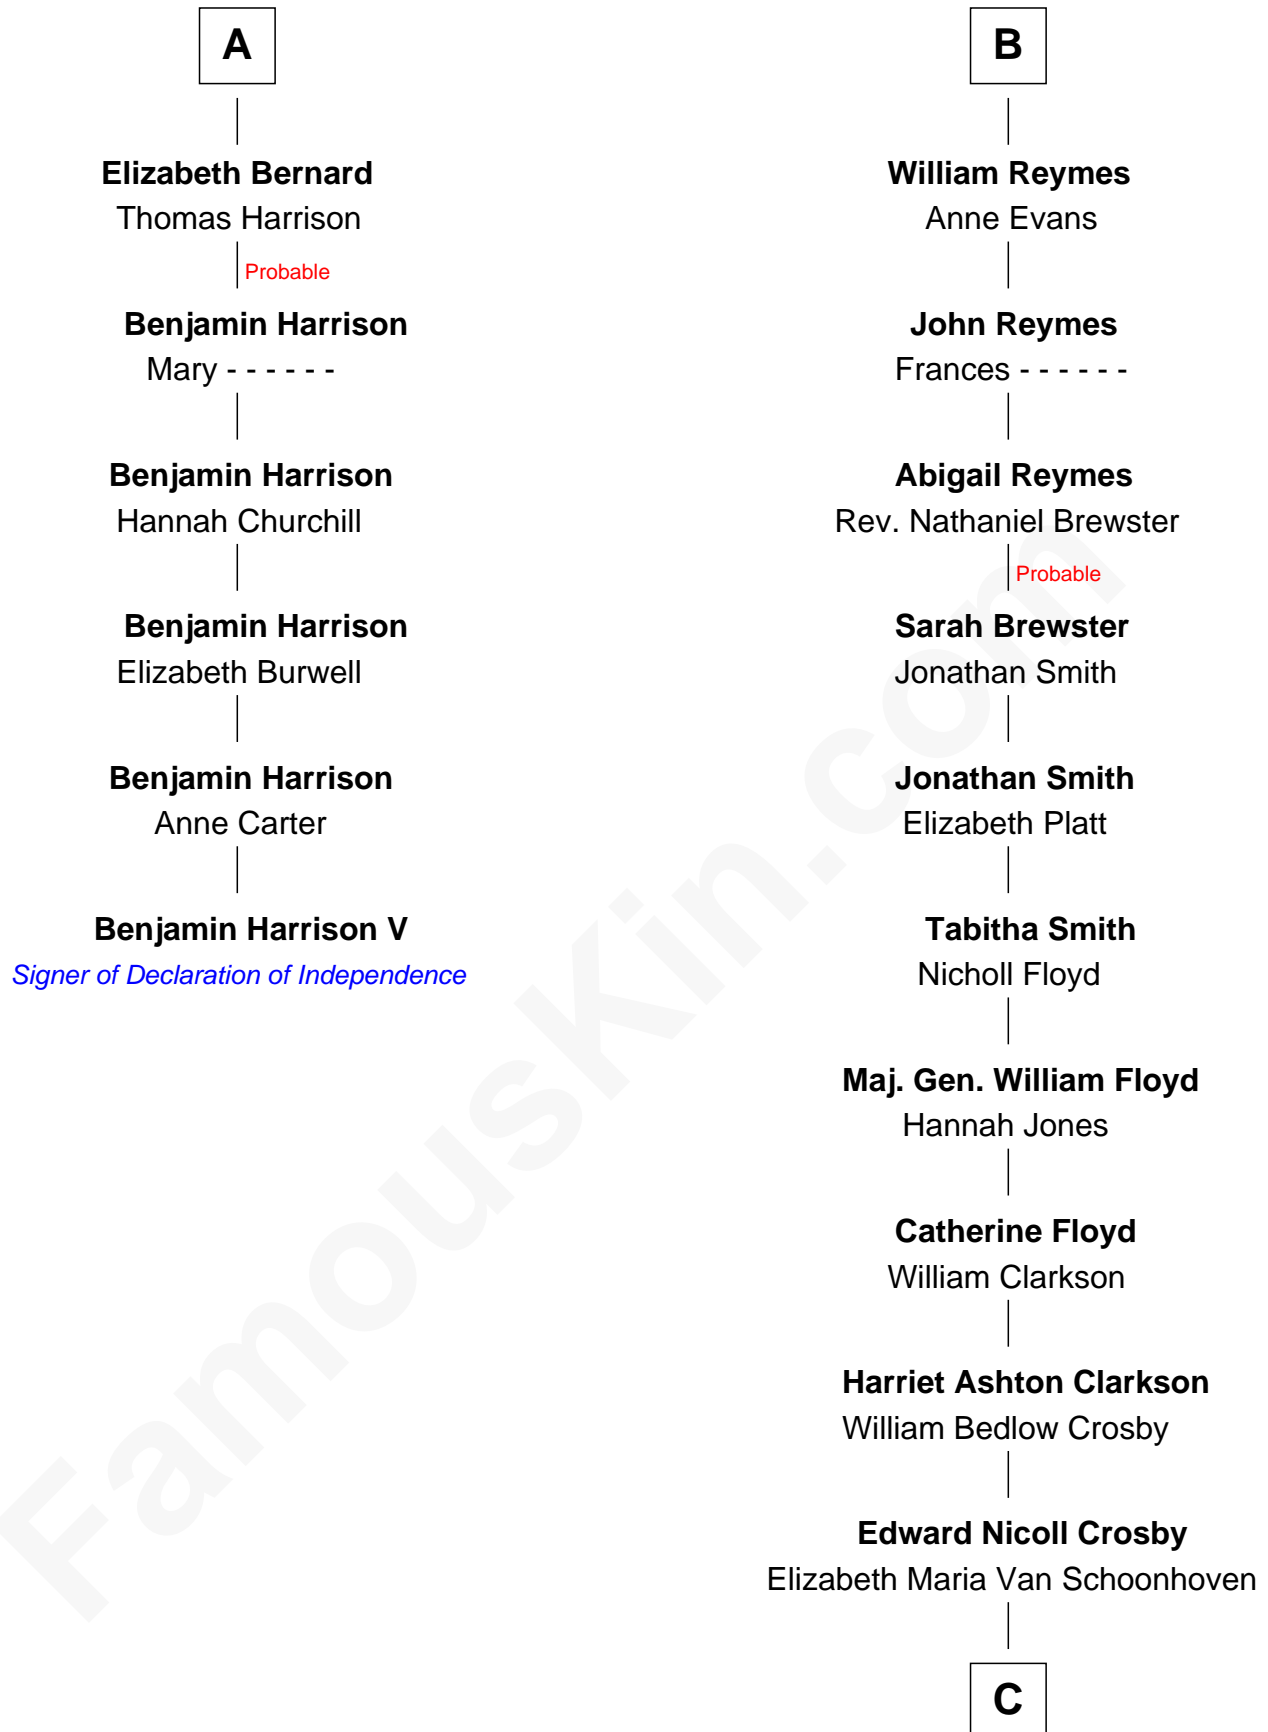 A
Elizabeth Bernard
Thomas Harrison
Probable
Benjamin Harrison
Mary - - - - - -
Benjamin Harrison
Hannah Churchill
Benjamin Harrison
Elizabeth Burwell
Benjamin Harrison
Anne Carter
Benjamin Harrison V
Signer of Declaration of Independence
B
William Reymes
Anne Evans
John Reymes
Frances - - - - - -
Abigail Reymes
Rev. Nathaniel Brewster
Probable
Sarah Brewster
Jonathan Smith
Jonathan Smith
Elizabeth Platt
Tabitha Smith
Nicholl Floyd
Maj. Gen. William Floyd
Hannah Jones
Catherine Floyd
William Clarkson
Harriet Ashton Clarkson
William Bedlow Crosby
Edward Nicoll Crosby
Elizabeth Maria Van Schoonhoven
C
FamousKin.com